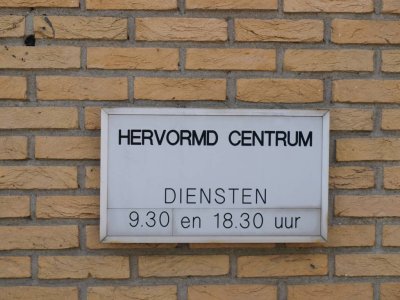 HERVORMD CENTRUM
DIENSTEN
9.30 en 18.30 uur